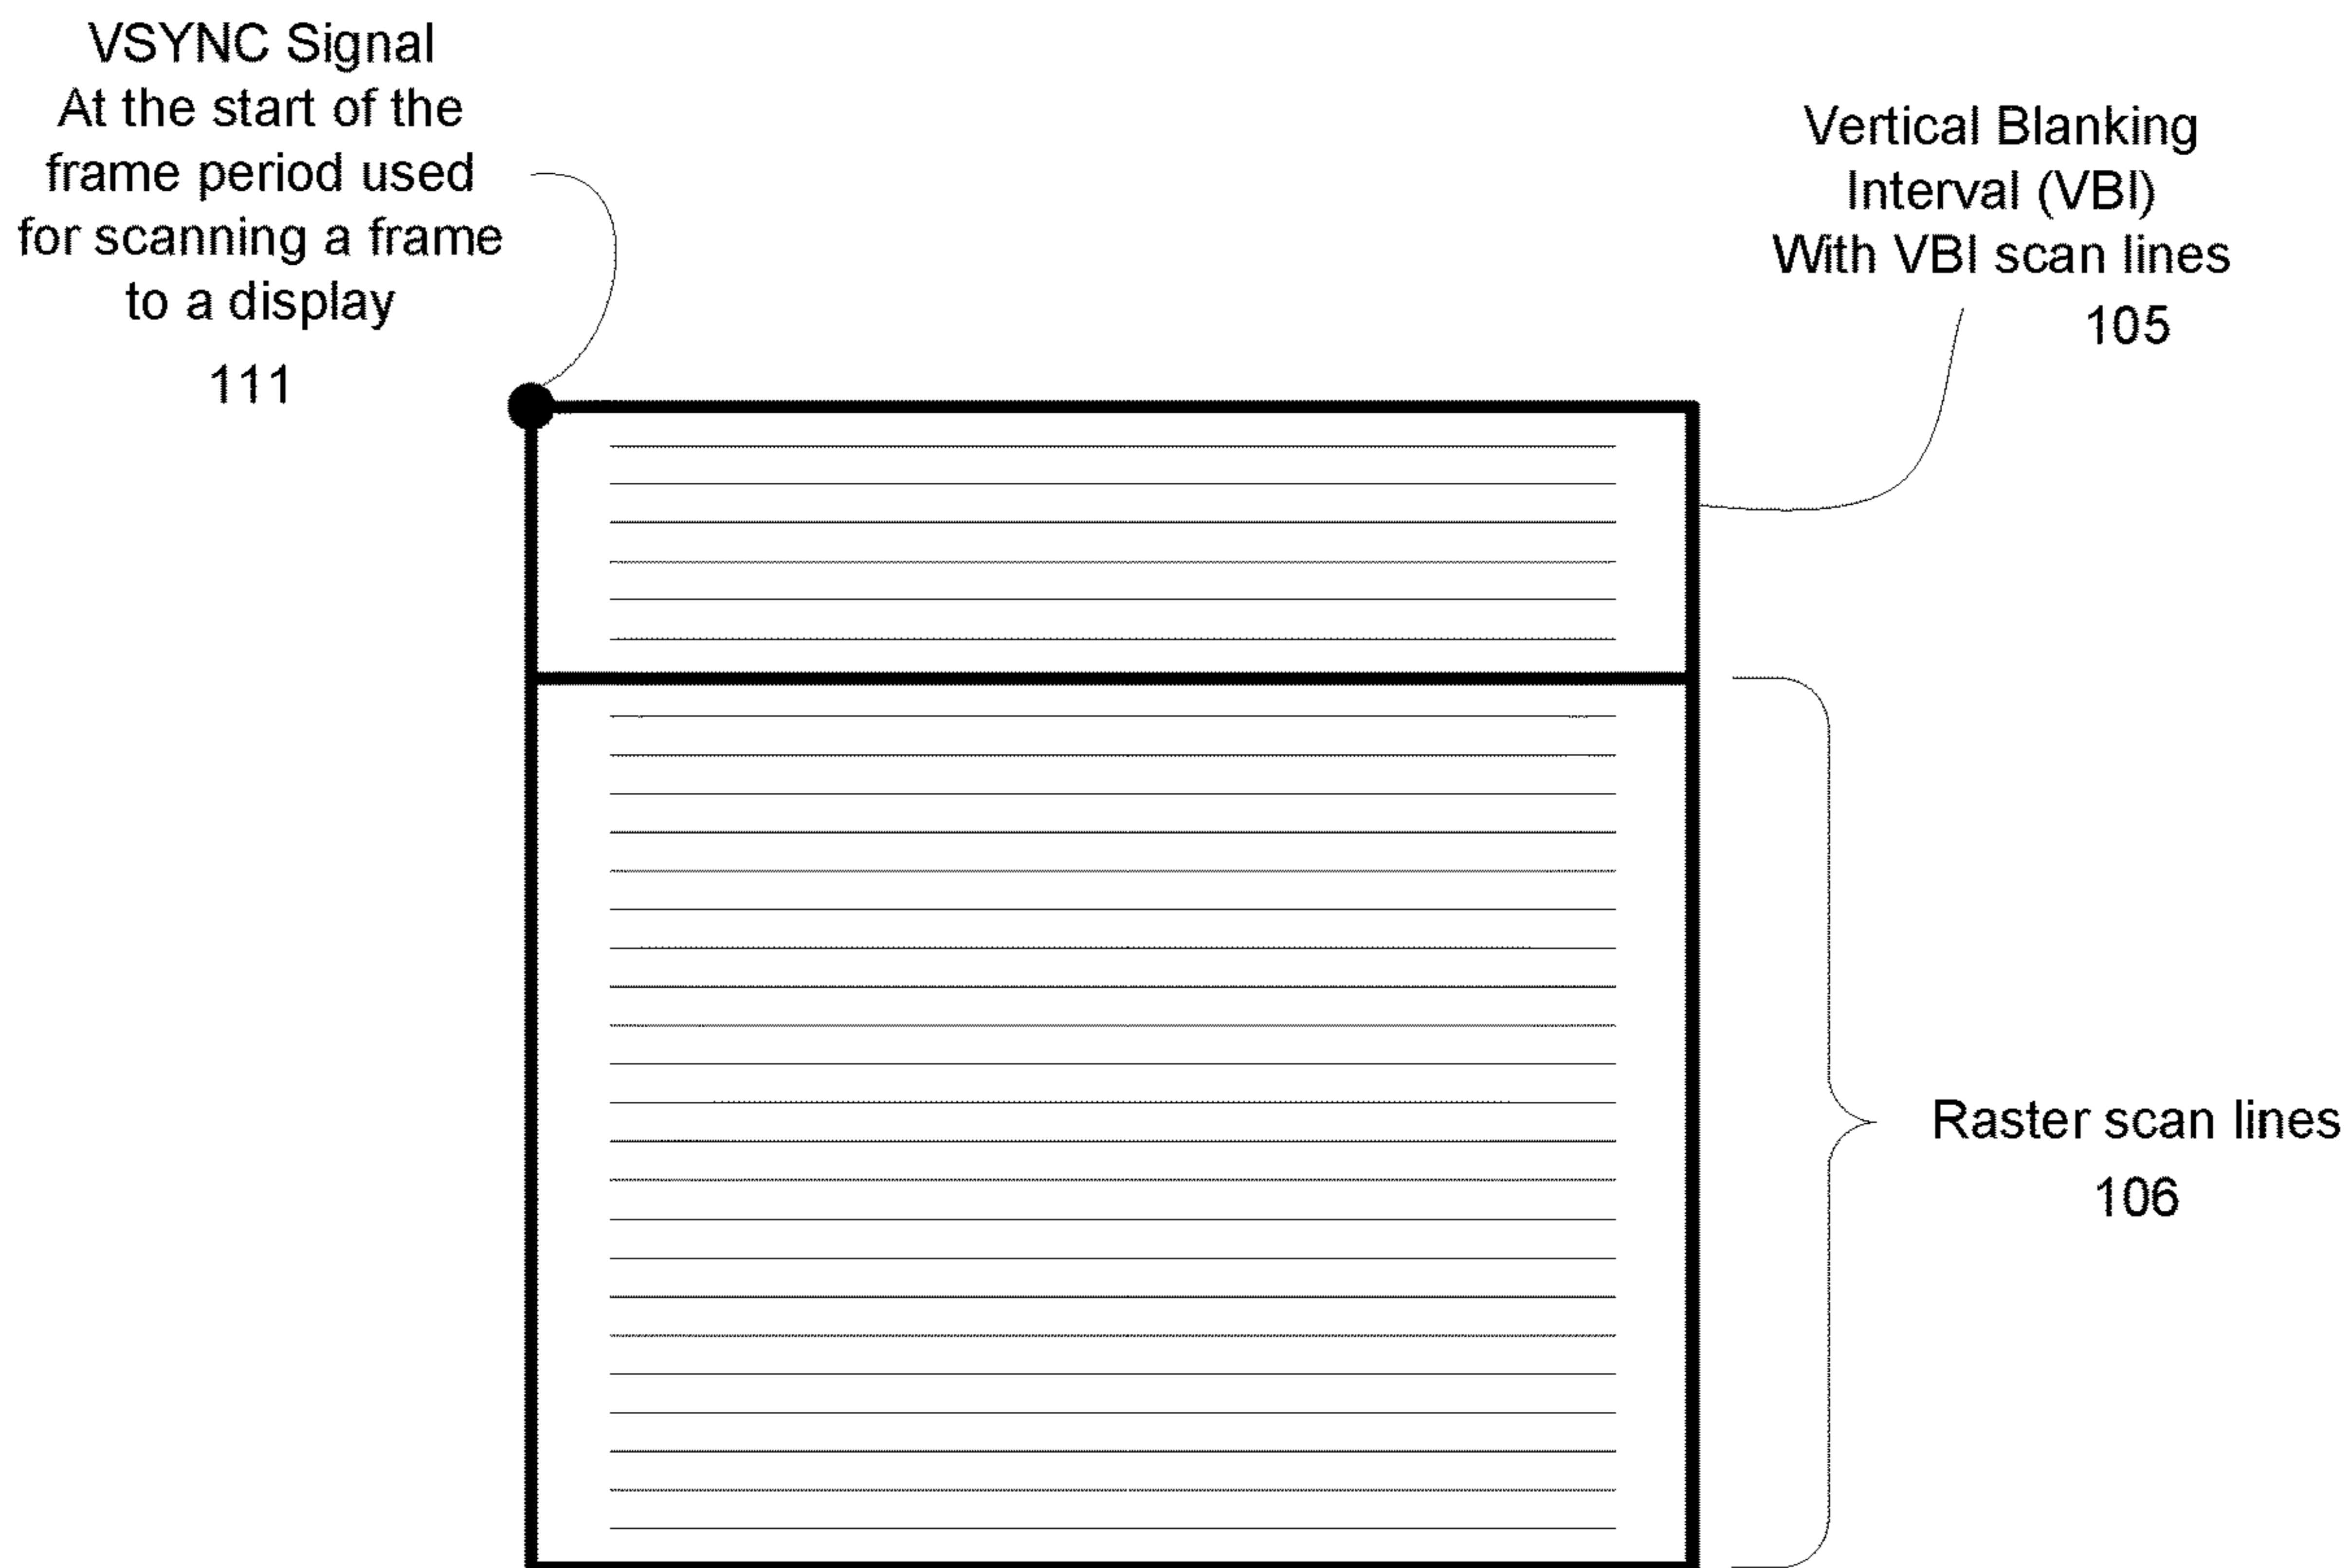 VSYNC Signal
At the start of the
frame period used
for scanning a frame
to a display
111
Vertical Blanking
Interval (VBI)
With VBI scan lines
105
Raster scan lines
106